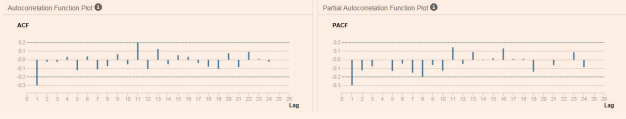 Autocorrelation Function Plot
ACF
0.2
0.1
-0.0
-0.1
-0.2
-0.3
0 1 2 3 4 5 6 7 8 9 10 11 12 13 14 15 16 17 18 19 20 21 22 23 24 25 26
Lag
Partial Autocorrelation Function Plot
PACF
0.2
0.1
-0.0
-0.1
-0.2
-0.3
0 1 2 3 4 5 6 7 8 9 10 11 12 13 14 15 16 17 18 19 20 21 22 23 24 25 26
Lag